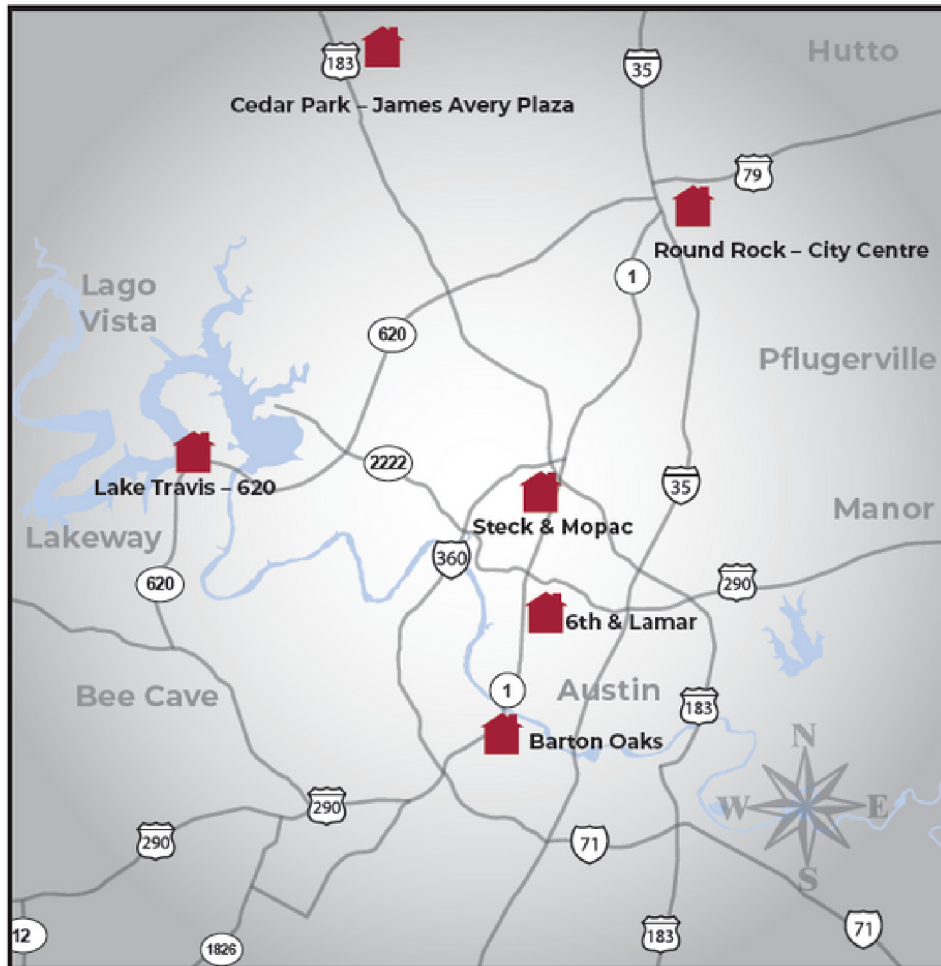 Hutto
183
35
Cedar Park – James Avery Plaza
79
Round Rock – City Centre
1
Lago
Vista
620
Pflugerville
2222
Lake Travis – 620
35
Steck & Mopac
Manor
Lakeway
360
620
290
6th & Lamar
Bee Cave
1
Austin
183
Barton Oaks
N
290
W
E
290
71
S
12
1826
183
71